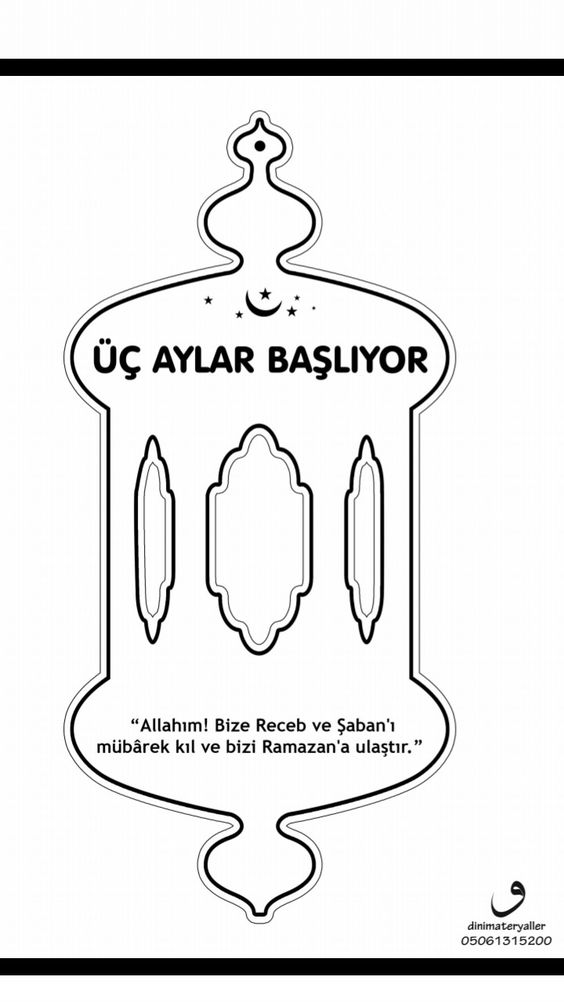 ÜÇ AYLAR BAŞLIYOR
“Allahım! Bize Receb ve Şaban'ı
mübârek kıl ve bizi Ramazan'a ulaştır.”
و
dinimateryaller
05061315200